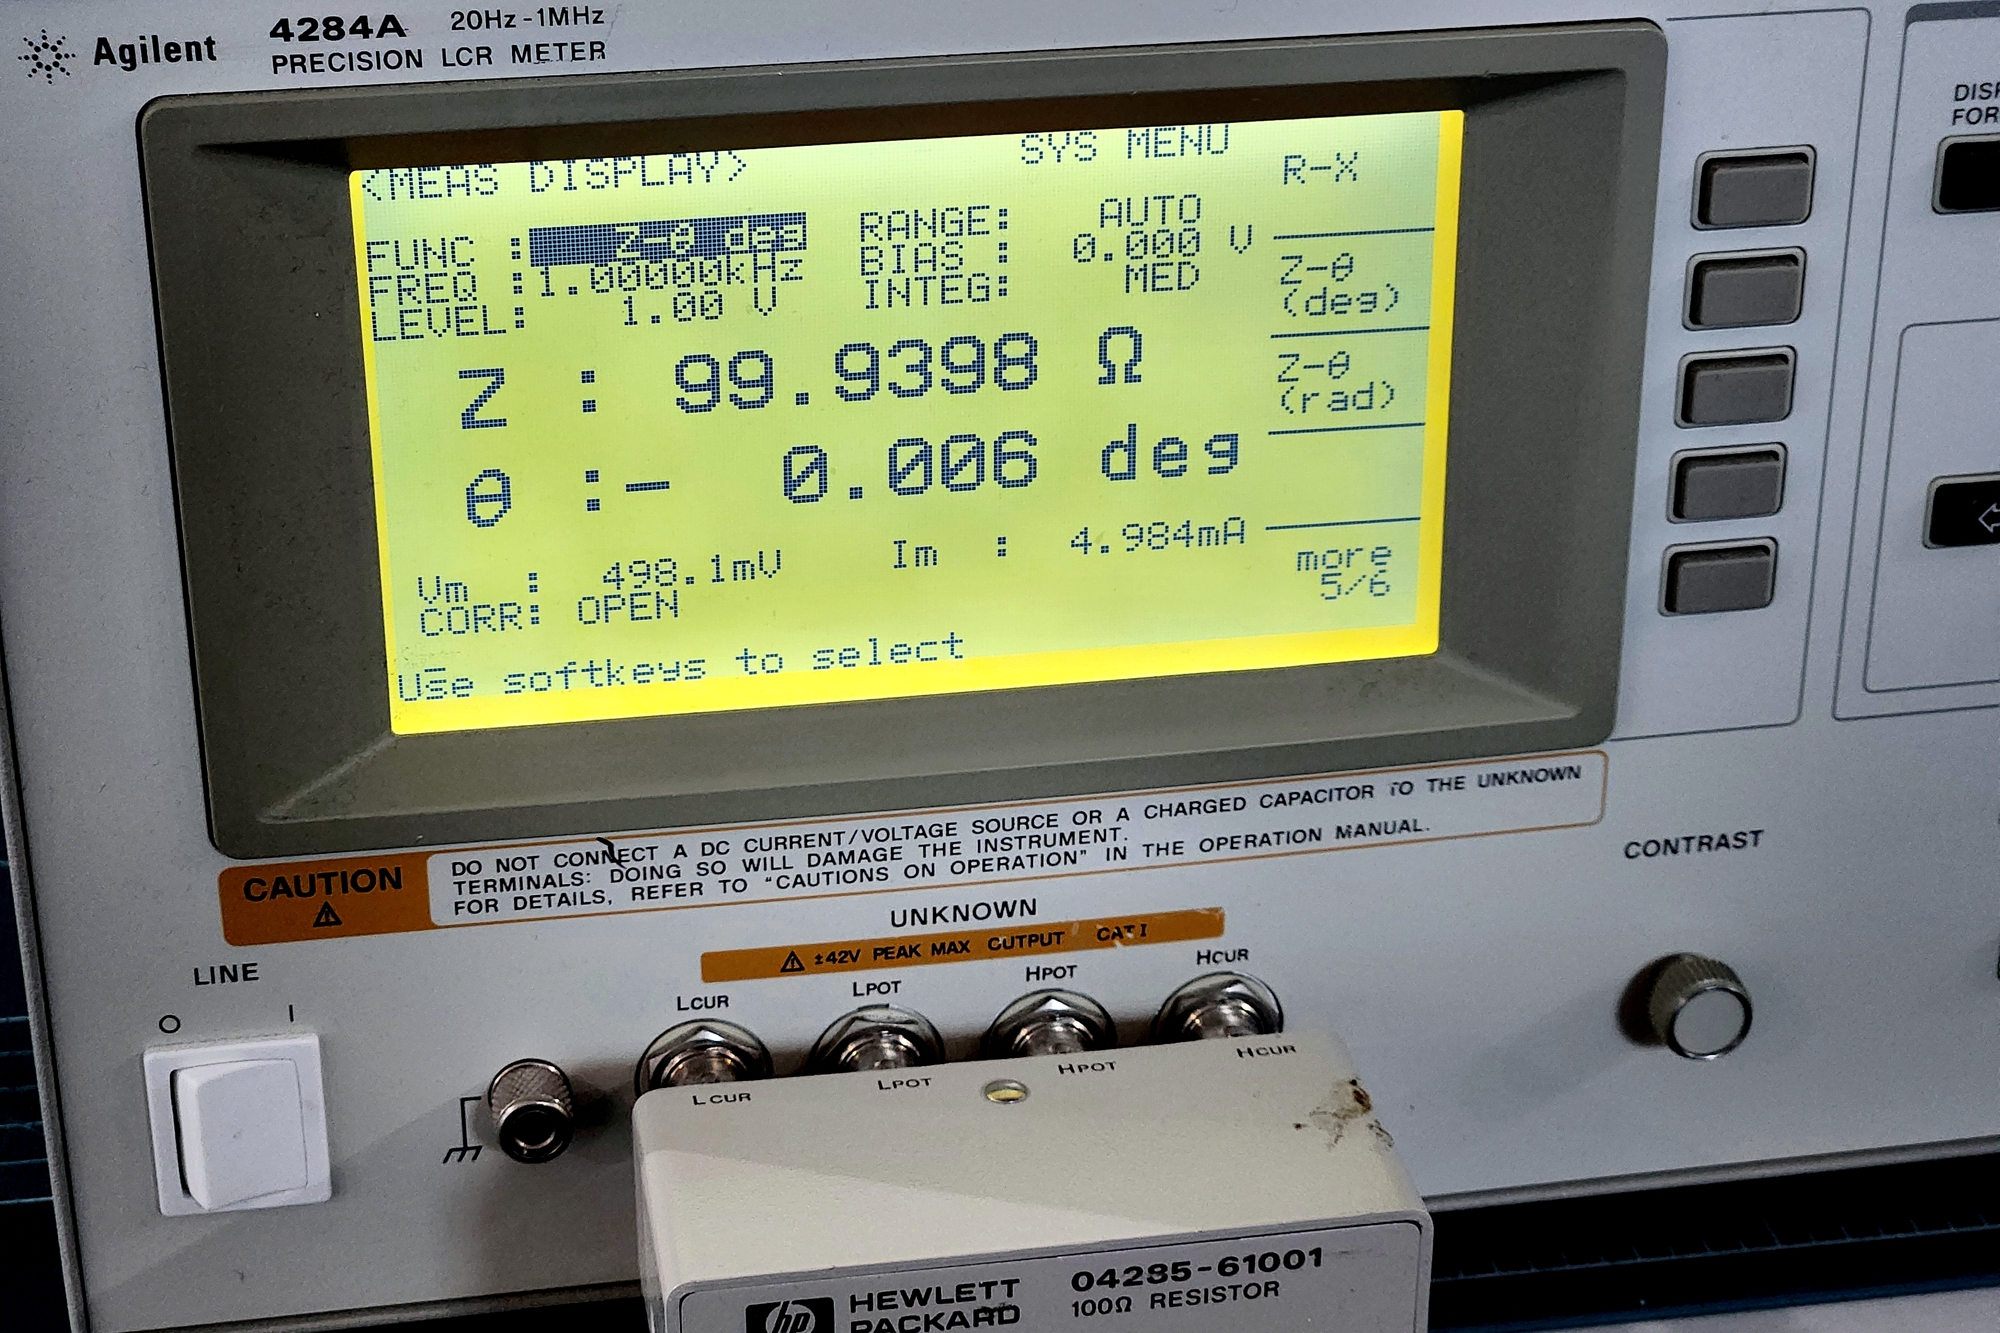 Agilent
4284A 20Hz-1MHz
PRECISION LCR METER
<MEAS DISPLAY> SYS MENU
FUNC : Z-θ deg RANGE: AUTO
FREQ : 1.00000kHz BIAS : 0.000 V
LEVEL: 1.00 V INTEG: MED
Z : 99.9398 Ω
θ :- 0.006 deg
Vm : 498.1mV Im : 4.984mA
CORR: OPEN
Use softkeys to select
R-X
Z-θ
(deg)
Z-θ
(rad)
more
5/6
CAUTION
DO NOT CONNECT A DC CURRENT/VOLTAGE SOURCE OR A CHARGED CAPACITOR TO THE UNKNOWN
TERMINALS: DOING SO WILL DAMAGE THE INSTRUMENT.
FOR DETAILS, REFER TO "CAUTIONS ON OPERATION" IN THE OPERATION MANUAL.
CONTRAST
UNKNOWN
±42V PEAK MAX OUTPUT CAT I
LINE
O I
LCUR LPOT HPOT HCUR
LCUR LPOT HPOT HCUR
hp HEWLETT
PACKARD
04285-61001
100Ω RESISTOR